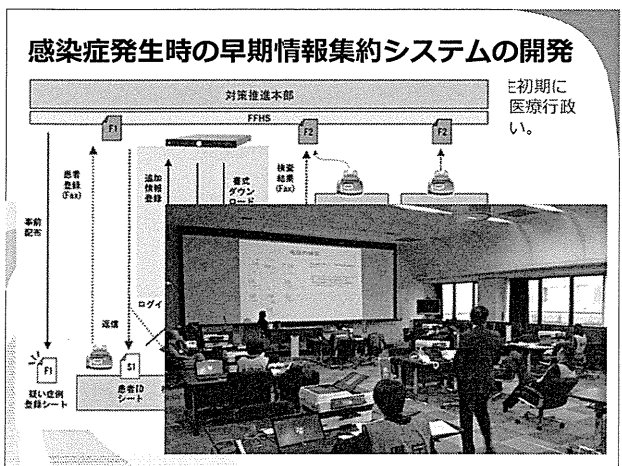 感染症発生時の早期情報集約システムの開発
初期に
医療行政
い。
対策推進本部
FFHS
F1
F2
F2
患者
登録
(Fax)
追加
情報
登録
書式
ダウン
ロード
検査
結果
(Fax)
事前
配布
ログイ
返信
F1
S1
疑い症例
登録シート
患者ID
シート